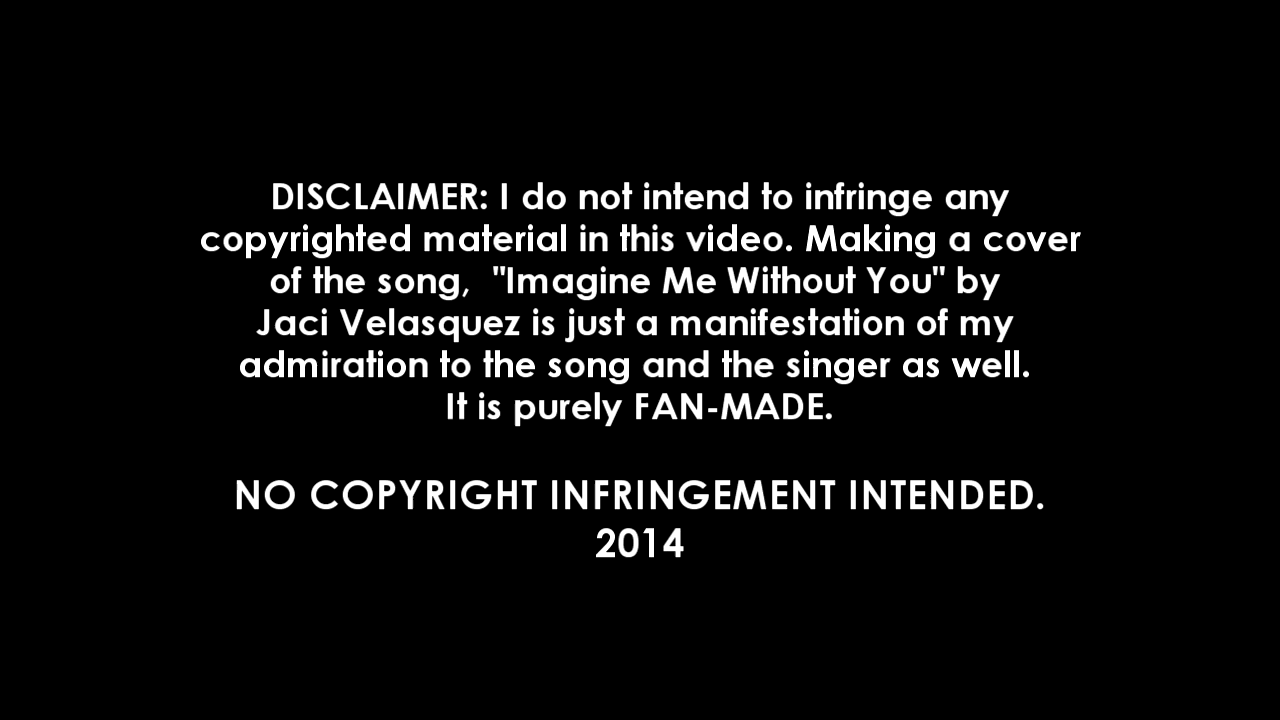 DISCLAIMER: I do not intend to infringe any
copyrighted material in this video. Making a cover
of the song,  "Imagine Me Without You" by
Jaci Velasquez is just a manifestation of my
admiration to the song and the singer as well.
It is purely FAN-MADE.
NO COPYRIGHT INFRINGEMENT INTENDED.
2014